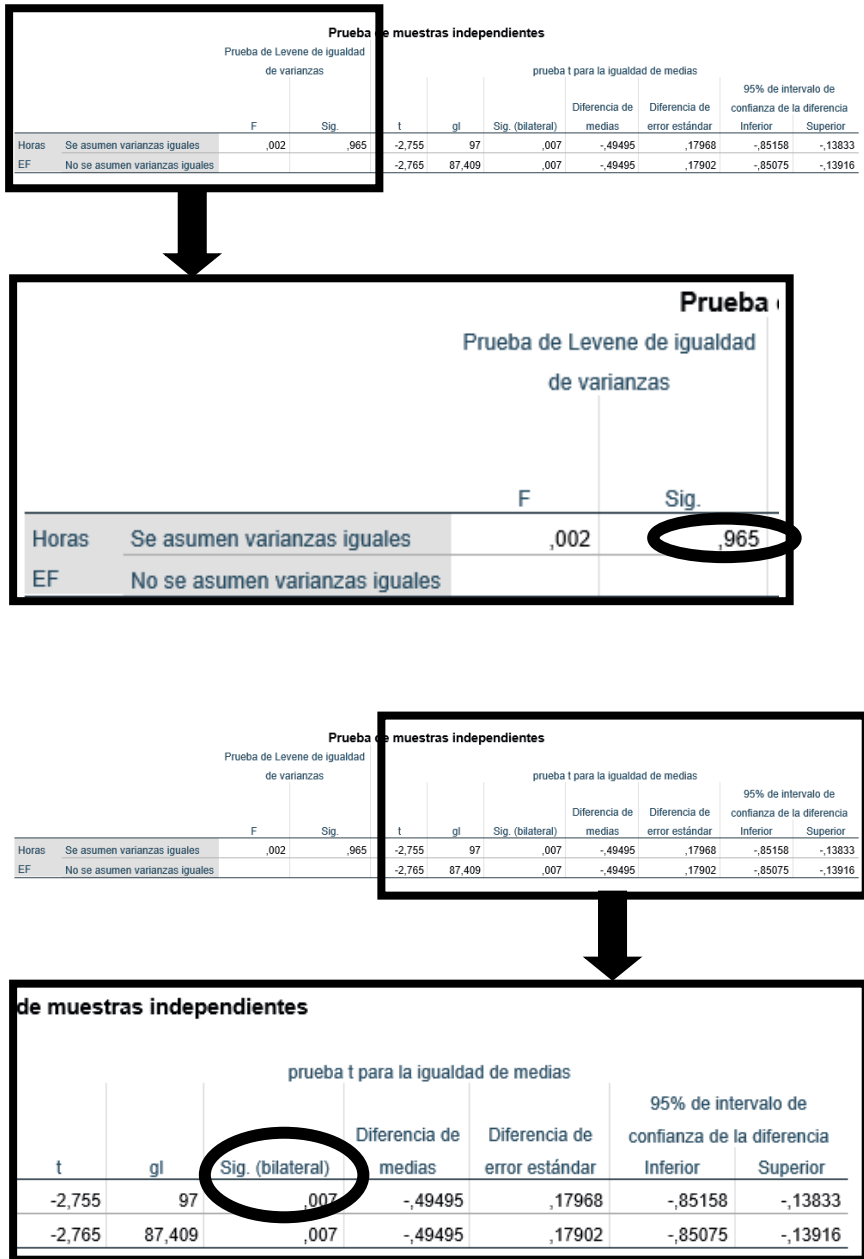 Prueba de muestras independientes
Prueba de Levene de igualdad
de varianzas
prueba t para la igualdad de medias
95% de intervalo de
Diferencia de Diferencia de confianza de la diferencia
F Sig. t gl Sig. (bilateral) medias error estándar Inferior Superior
Horas Se asumen varianzas iguales ,002 ,965 -2,755 97 ,007 -,49495 ,17968 -,85158 -,13833
EF No se asumen varianzas iguales -2,765 87,409 ,007 -,49495 ,17902 -,85075 -,13916
Prueba
Prueba de Levene de igualdad
de varianzas
F Sig.
Horas Se asumen varianzas iguales ,002 ,965
EF No se asumen varianzas iguales
Prueba de muestras independientes
Prueba de Levene de igualdad
de varianzas prueba t para la igualdad de medias
95% de intervalo de
Diferencia de Diferencia de confianza de la diferencia
F Sig. t gl Sig. (bilateral) medias error estándar Inferior Superior
Horas Se asumen varianzas iguales ,002 ,965 -2,755 97 ,007 -,49495 ,17968 -,85158 -,13833
EF No se asumen varianzas iguales -2,765 87,409 ,007 -,49495 ,17902 -,85075 -,13916
de muestras independientes
prueba t para la igualdad de medias
95% de intervalo de
Diferencia de Diferencia de confianza de la diferencia
t gl Sig. (bilateral) medias error estándar Inferior Superior
-2,755 97 ,007 -,49495 ,17968 -,85158 -,13833
-2,765 87,409 ,007 -,49495 ,17902 -,85075 -,13916